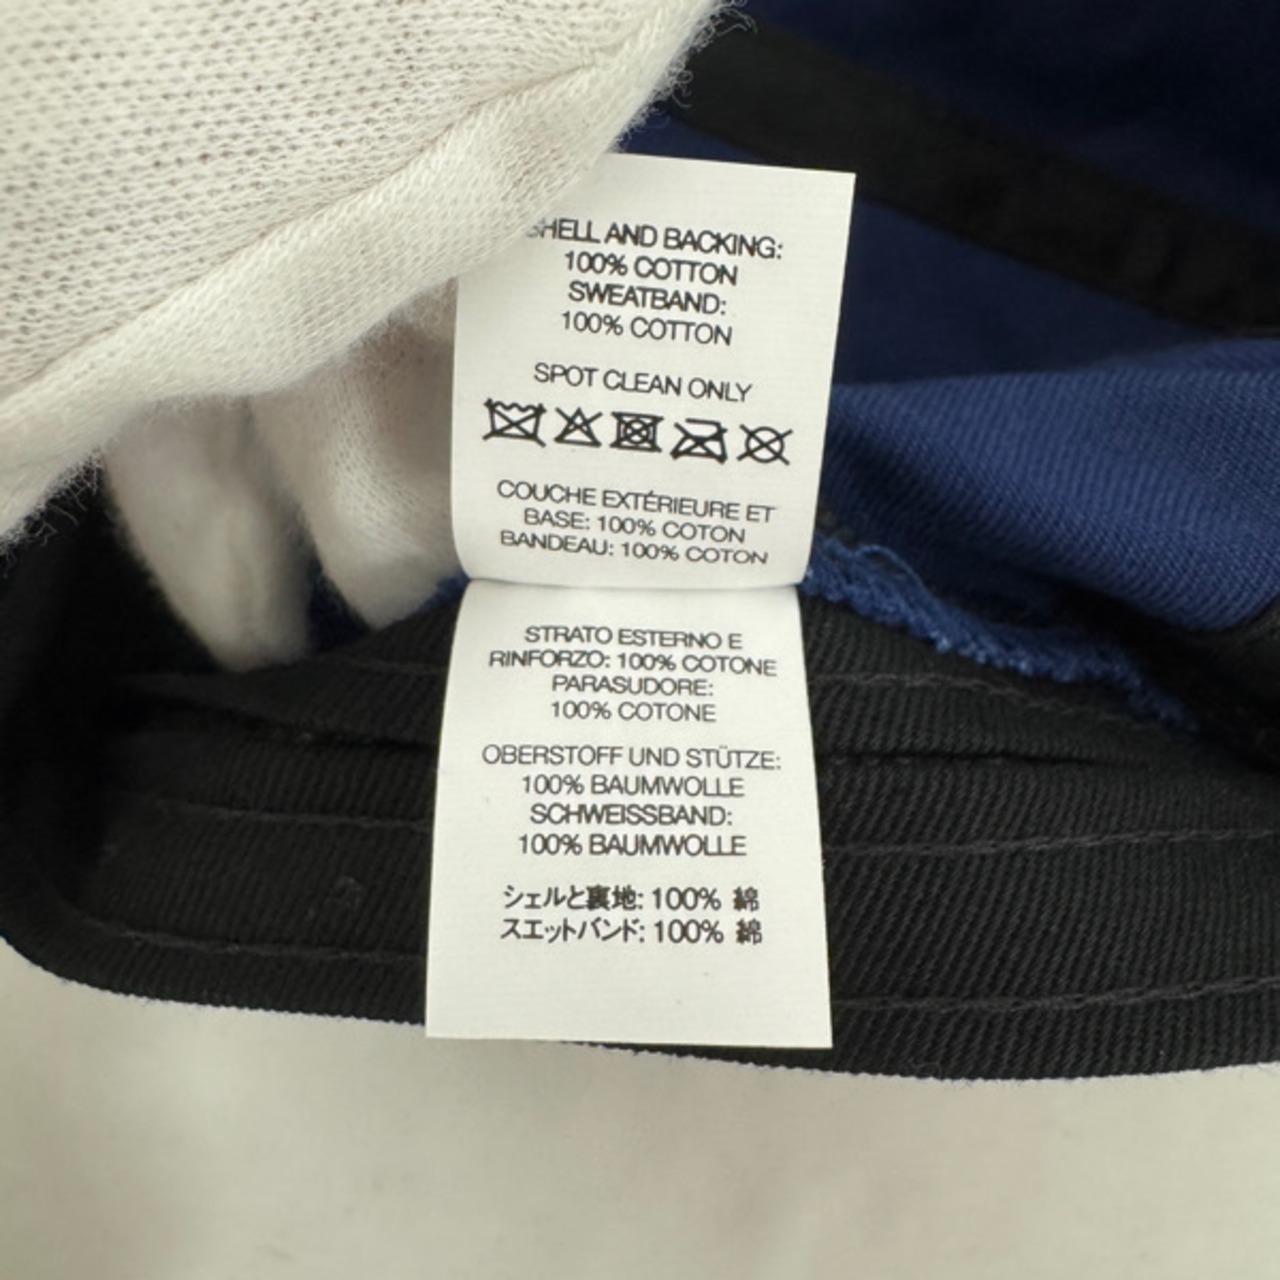 SHELL AND BACKING:
100% COTTON
SWEATBAND:
100% COTTON
SPOT CLEAN ONLY
COUCHE EXTÉRIEURE ET
BASE: 100% COTON
BANDEAU: 100% COTON
STRATO ESTERNO E
RINFORZO: 100% COTONE
PARASUDORE:
100% COTONE
OBERSTOFF UND STÜTZE:
100% BAUMWOLLE
SCHWEISSBAND:
100% BAUMWOLLE
シェルと裏地: 100% 綿
スエットバンド: 100% 綿